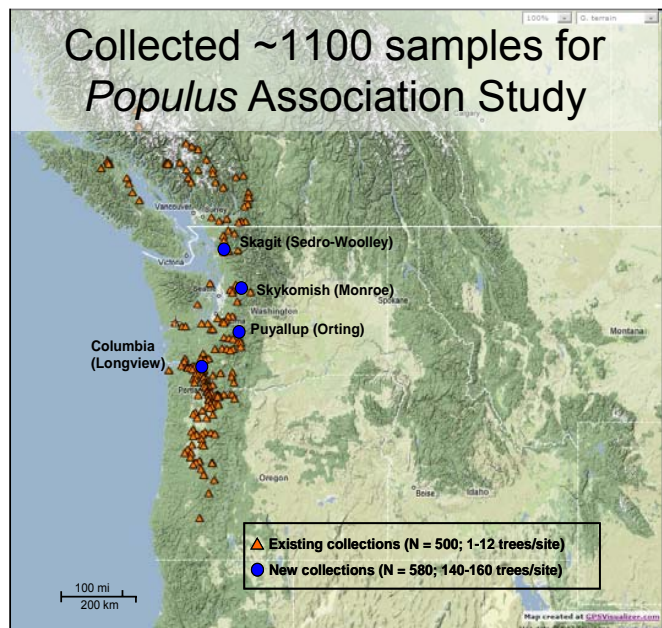 100% G. terrain
Collected ~1100 samples for
Populus Association Study
Calgary
Vancouver
Surrey
Skagit (Sedro-Woolley)
Victoria
Skykomish (Monroe)
Spokane
Washington
Puyallup (Orting)
Montana
Columbia
(Longview)
Oregon
Boise
Idaho
Existing collections (N = 500; 1-12 trees/site)
New collections (N = 580; 140-160 trees/site)
100 mi
200 km
Map created at GPSVisualizer.com